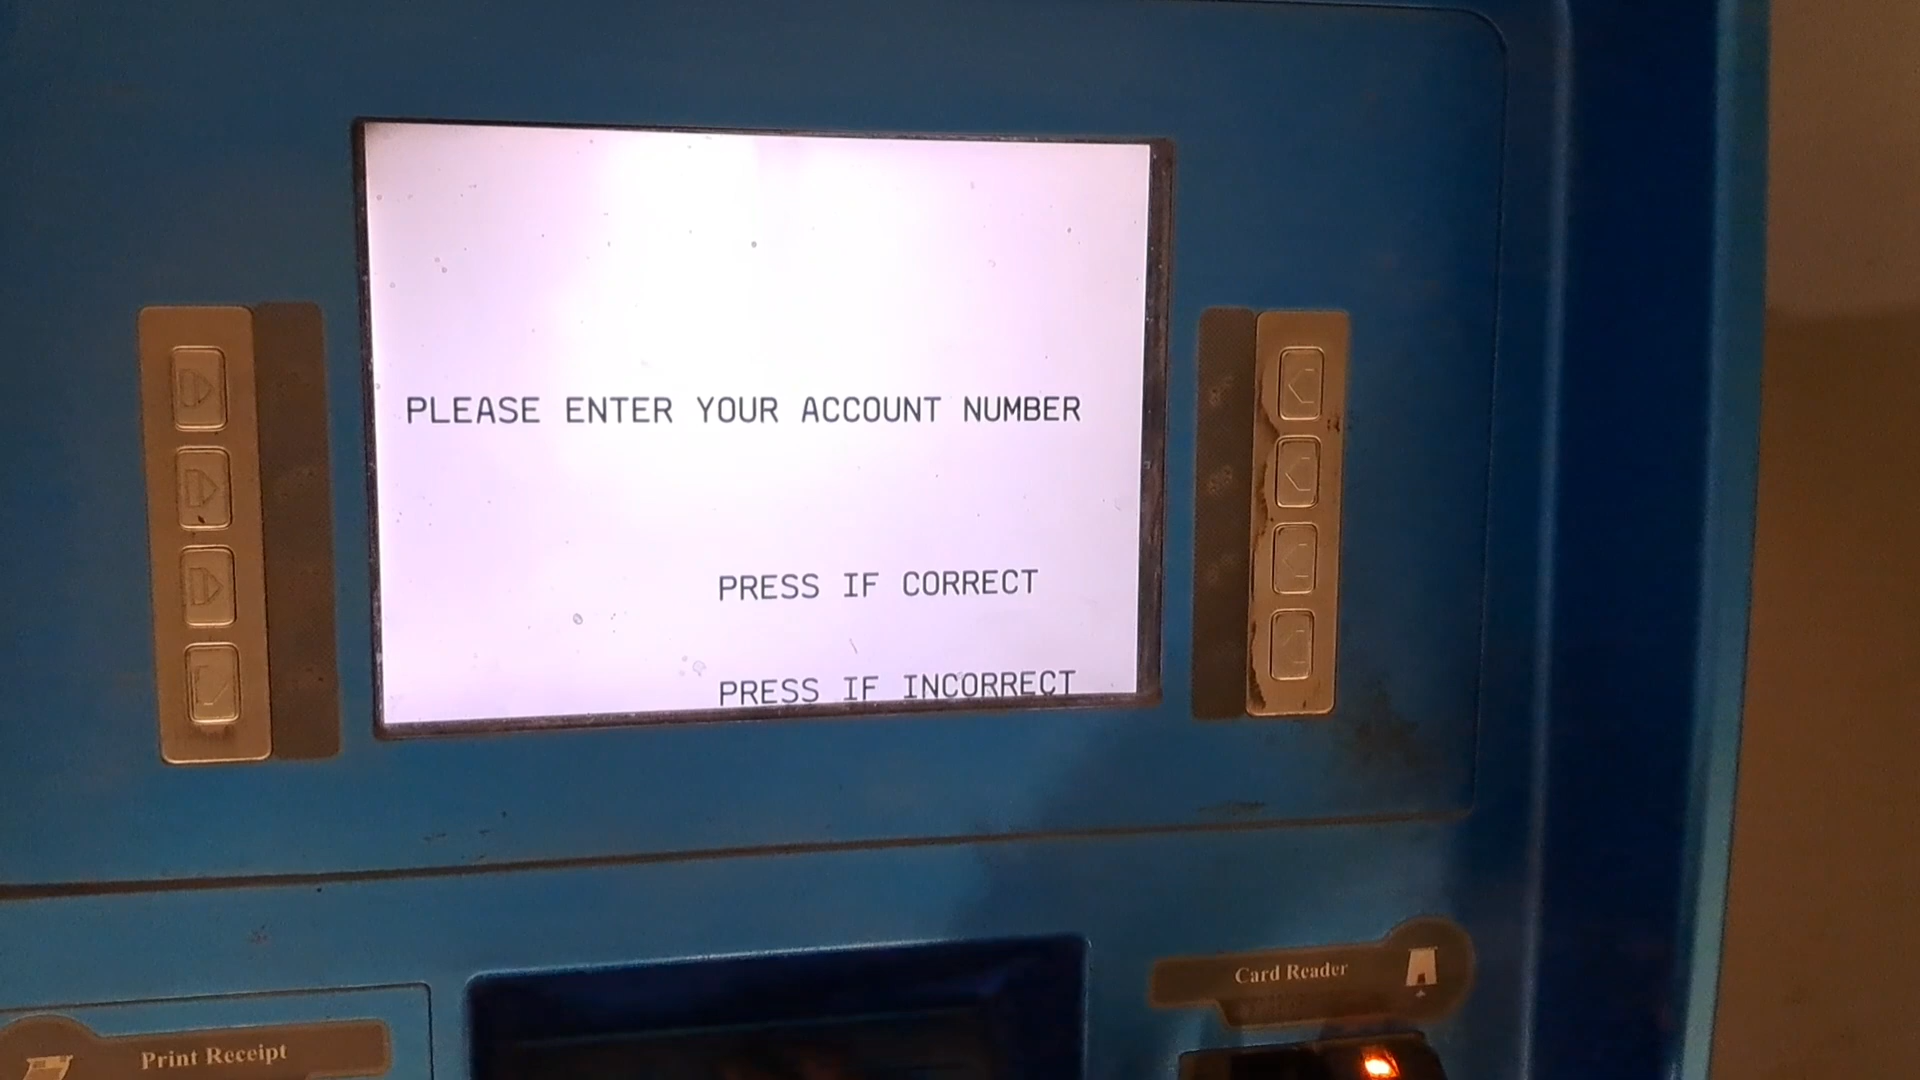 PLEASE ENTER YOUR ACCOUNT NUMBER
PRESS IF CORRECT
PRESS IF INCORRECT
Card Reader
Print Receipt